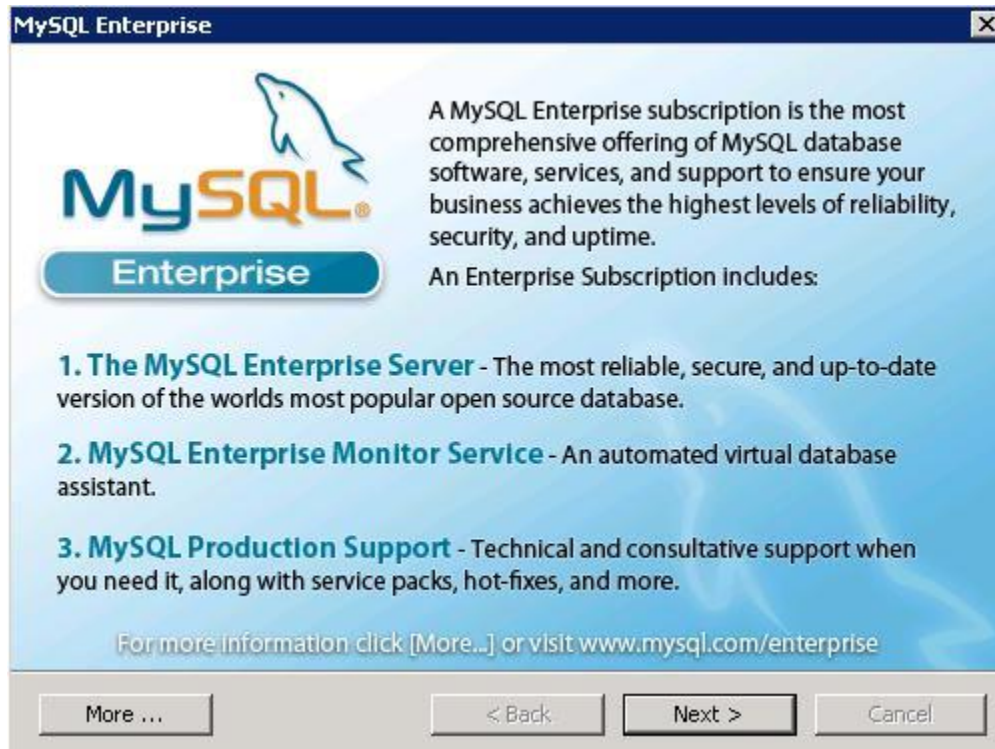 MySQL Enterprise
MySQL®
Enterprise
A MySQL Enterprise subscription is the most
comprehensive offering of MySQL database
software, services, and support to ensure your
business achieves the highest levels of reliability,
security, and uptime.
An Enterprise Subscription includes:
1. The MySQL Enterprise Server - The most reliable, secure, and up-to-date
version of the worlds most popular open source database.
2. MySQL Enterprise Monitor Service - An automated virtual database
assistant.
3. MySQL Production Support - Technical and consultative support when
you need it, along with service packs, hot-fixes, and more.
For more information click [More...] or visit www.mysql.com/enterprise
More ...
< Back
Next >
Cancel